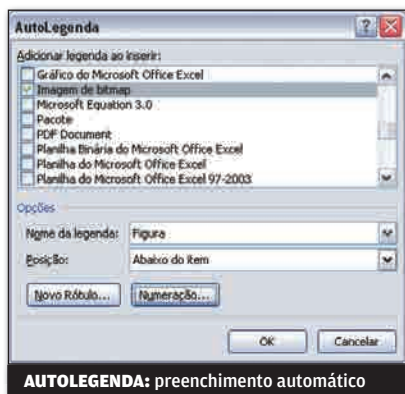 AutoLegenda
Adicionar legenda ao inserir:
Gráfico do Microsoft Office Excel
Imagem de bitmap
Microsoft Equation 3.0
Pacote
PDF Document
Planilha Binária do Microsoft Office Excel
Planilha do Microsoft Office Excel
Planilha do Microsoft Office Excel 97-2003
Opções
Nome da legenda: Figura
Posição: Abaixo do item
Novo Rótulo... Numeração...
OK Cancelar
AUTOLEGENDA: preenchimento automático